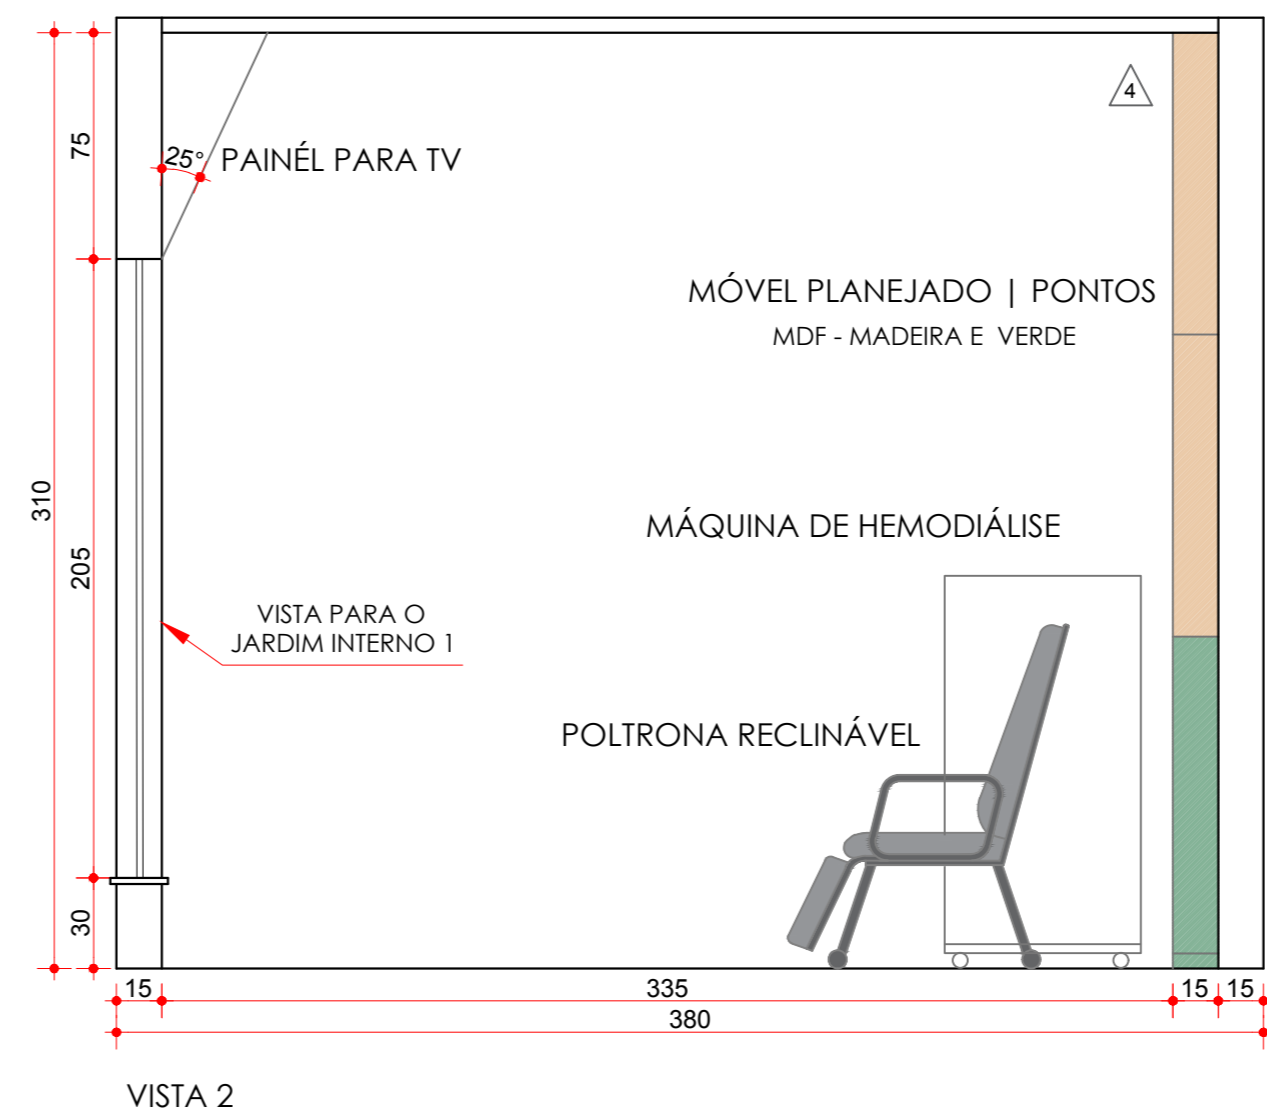 4
75
25°
PAINÉL PARA TV
MÓVEL PLANEJADO | PONTOS
MDF - MADEIRA E VERDE
310
MÁQUINA DE HEMODIÁLISE
205
VISTA PARA O
JARDIM INTERNO 1
POLTRONA RECLINÁVEL
30
15 335 15 15
380
VISTA 2